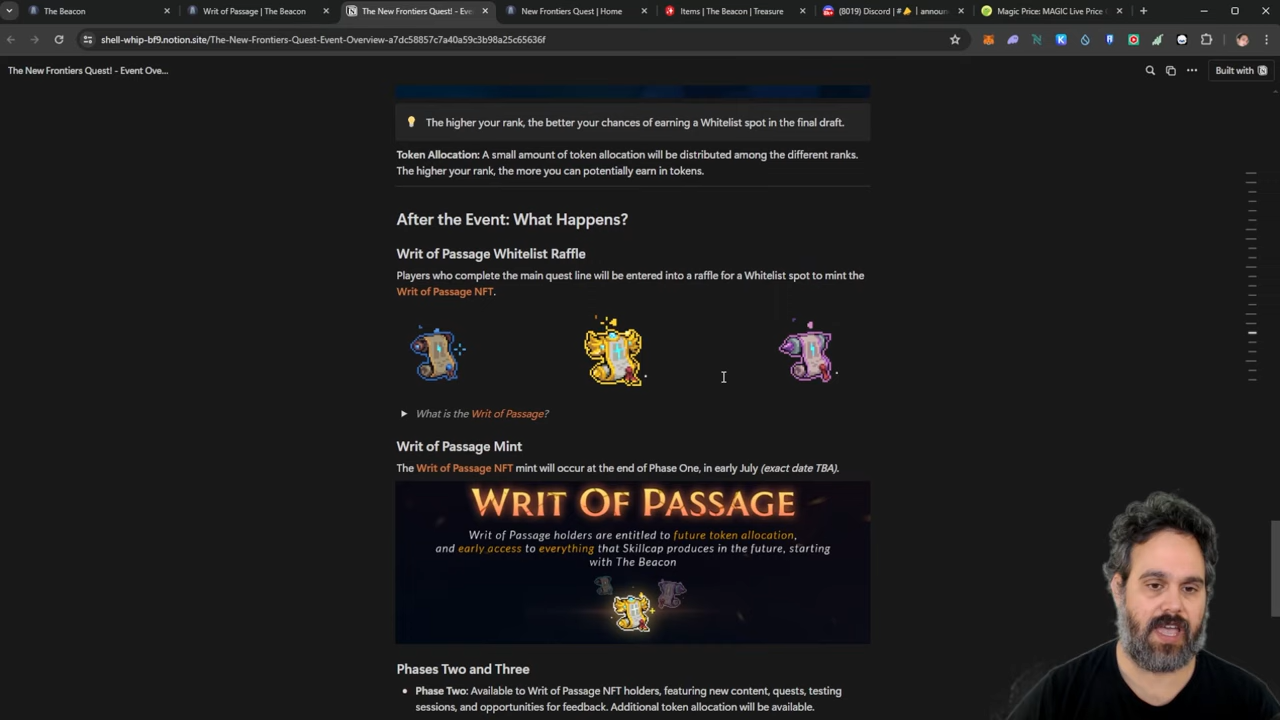 The Beacon
Writ of Passage | The Beacon
The New Frontiers Quest! - Eve
New Frontiers Quest | Home
Items | The Beacon | Treasure
(8019) Discord | #
announ
Magic Price: MAGIC Live Price
shell-whip-bf9.notion.site/The-New-Frontiers-Quest-Event-Overview-a7dc58857c7a40a59c3b98a25c65636f
The New Frontiers Quest! - Event Ove...
Built with
The higher your rank, the better your chances of earning a Whitelist spot in the final draft.
Token Allocation: A small amount of token allocation will be distributed among the different ranks.
The higher your rank, the more you can potentially earn in tokens.
After the Event: What Happens?
Writ of Passage Whitelist Raffle
Players who complete the main quest line will be entered into a raffle for a Whitelist spot to mint the
Writ of Passage NFT.
What is the Writ of Passage?
Writ of Passage Mint
The Writ of Passage NFT mint will occur at the end of Phase One, in early July (exact date TBA).
WRIT OF PASSAGE
Writ of Passage holders are entitled to future token allocation,
and early access to everything that Skillcap produces in the future, starting
with The Beacon
Phases Two and Three
Phase Two: Available to Writ of Passage NFT holders, featuring new content, quests, testing
sessions, and opportunities for feedback. Additional token allocation will be available.